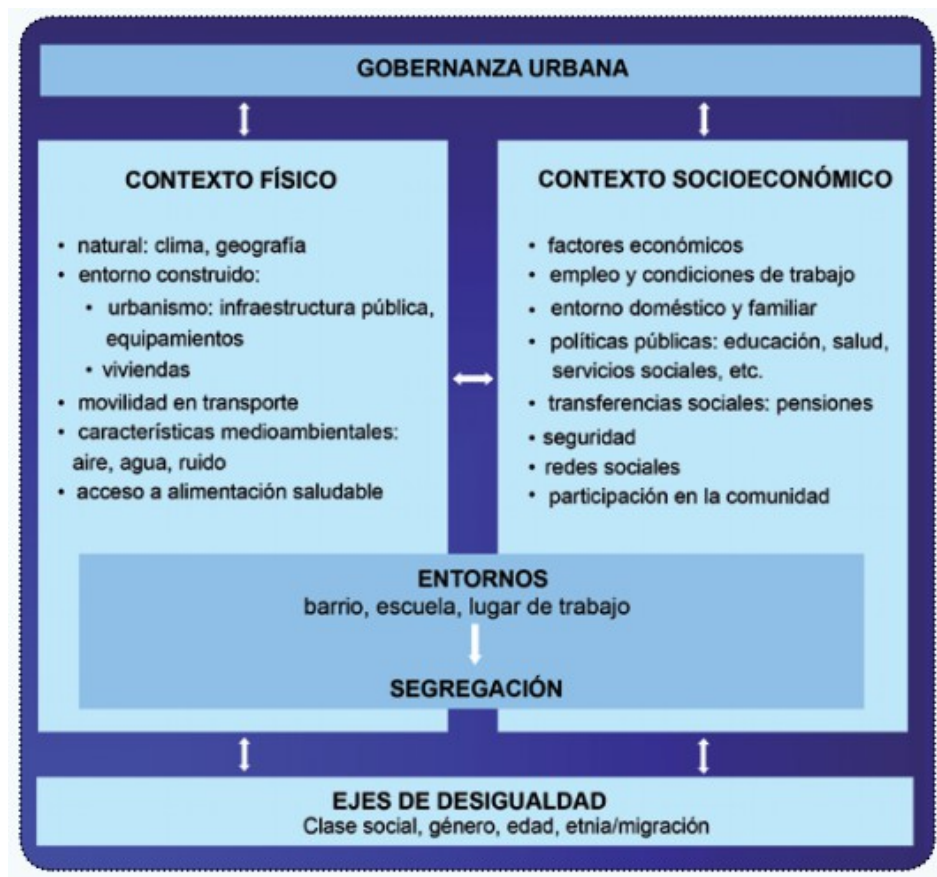 GOBERNANZA URBANA
CONTEXTO FÍSICO
• natural: clima, geografía
• entorno construido:
• urbanismo: infraestructura pública,
equipamientos
• viviendas
• movilidad en transporte
• características medioambientales:
aire, agua, ruido
• acceso a alimentación saludable
CONTEXTO SOCIOECONÓMICO
• factores económicos
• empleo y condiciones de trabajo
• entorno doméstico y familiar
• políticas públicas: educación, salud,
servicios sociales, etc.
• transferencias sociales: pensiones
• seguridad
• redes sociales
• participación en la comunidad
ENTORNOS
barrio, escuela, lugar de trabajo
SEGREGACIÓN
EJES DE DESIGUALDAD
Clase social, género, edad, etnia/migración